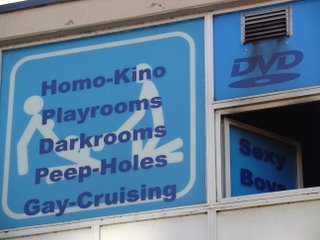 Homo-Kino
Playrooms
Darkrooms
Peep-Holes
Gay-Cruising
DVD
Sexy
Boys